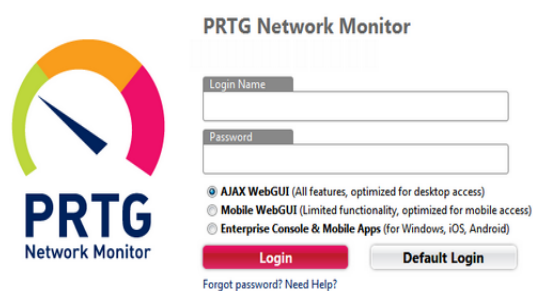 PRTG Network Monitor
Login Name
Password
AJAX WebGUI (All features, optimized for desktop access)
Mobile WebGUI (Limited functionality, optimized for mobile access)
Enterprise Console & Mobile Apps (for Windows, iOS, Android)
Login
Default Login
Forgot password? Need Help?
PRTG
Network Monitor